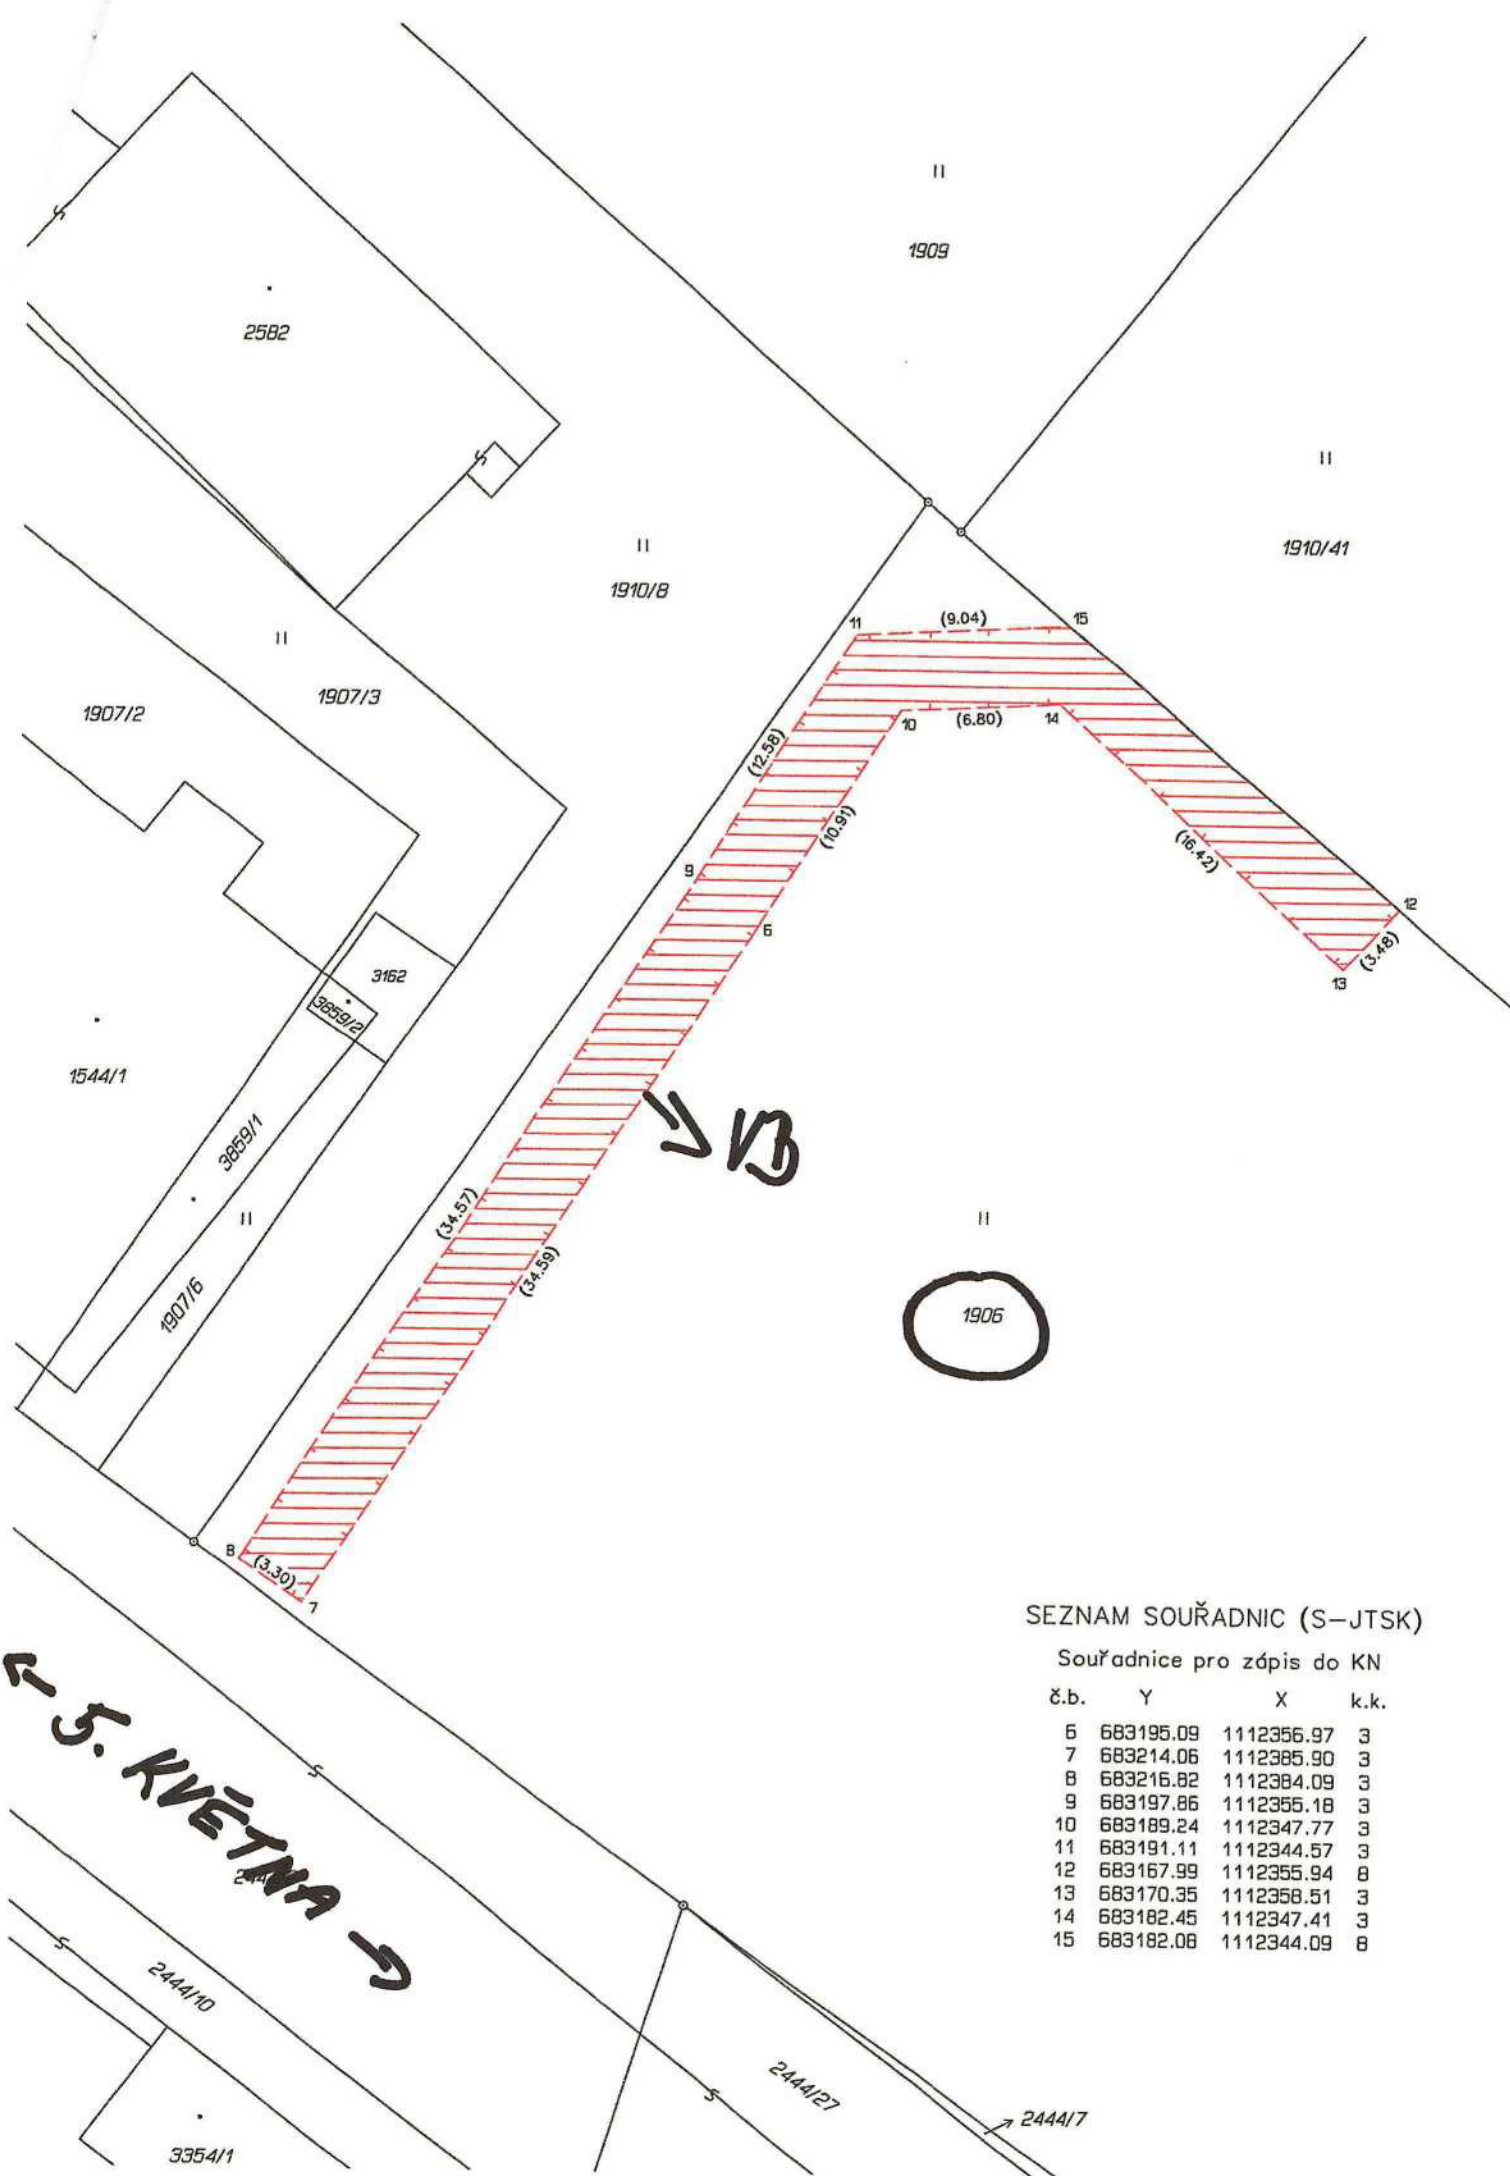 II
1909
2582
II
1910/41
II
1910/8
11
(9.04)
15
II
1907/3
1907/2
10
(6.80)
14
(12.58)
(10.91)
(16.42)
9
12
6
(3.48)
13
3162
3859/2
1544/1
3859/1
VB
(34.57)
II
II
(34.59)
1907/6
1906
8
(3.30)
7
SEZNAM SOUŘADNIC (S-JTSK)
Souřadnice pro zápis do KN
č.b. Y X k.k.
6 683195.09 1112356.97 3
7 683214.06 1112385.90 3
8 683216.82 1112384.09 3
9 683197.86 1112355.18 3
10 683189.24 1112347.77 3
11 683191.11 1112344.57 3
12 683167.99 1112355.94 8
13 683170.35 1112358.51 3
14 683182.45 1112347.41 3
15 683182.08 1112344.09 8
← 5. KVĚTNA →
2444/10
2444/27
2444/7
3354/1